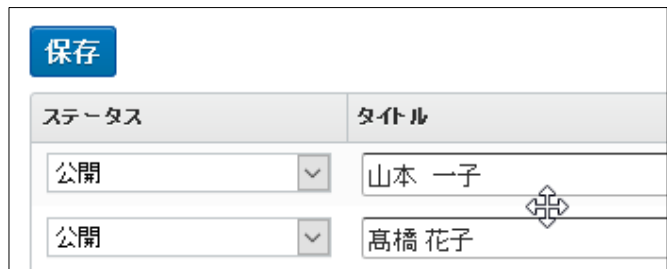 保存
ステータス タイトル
公開 山本 一子
公開 髙橋 花子